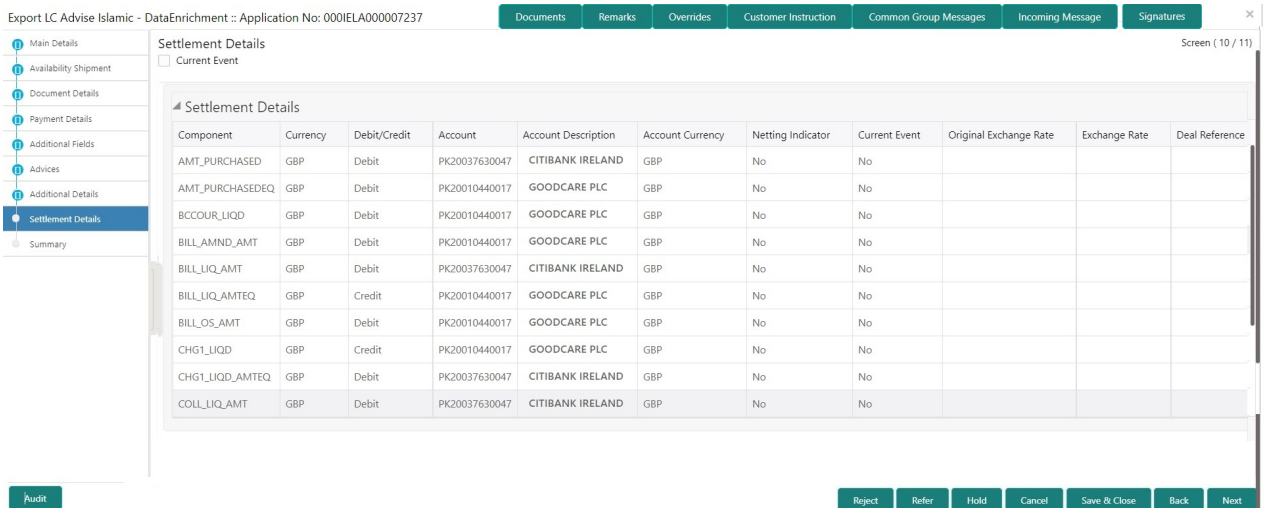 Export LC Advise Islamic - DataEnrichment :: Application No: 000IELA000007237 Documents Remarks Overrides Customer Instruction Common Group Messages Incoming Message Signatures ×
Main Details
Availability Shipment
Document Details
Payment Details
Additional Fields
Advices
Additional Details
Settlement Details
Summary
Settlement Details Screen ( 10 / 11)
Current Event
Settlement Details
Component Currency Debit/Credit Account Account Description Account Currency Netting Indicator Current Event Original Exchange Rate Exchange Rate Deal Reference
AMT_PURCHASED GBP Debit PK20037630047 CITIBANK IRELAND GBP No No
AMT_PURCHASEDEQ GBP Debit PK20010440017 GOODCARE PLC GBP No No
BCCOUR_LIQD GBP Debit PK20010440017 GOODCARE PLC GBP No No
BILL_AMND_AMT GBP Debit PK20010440017 GOODCARE PLC GBP No No
BILL_LIQ_AMT GBP Debit PK20037630047 CITIBANK IRELAND GBP No No
BILL_LIQ_AMTEQ GBP Credit PK20010440017 GOODCARE PLC GBP No No
BILL_OS_AMT GBP Debit PK20010440017 GOODCARE PLC GBP No No
CHG1_LIQD GBP Credit PK20010440017 GOODCARE PLC GBP No No
CHG1_LIQD_AMTEQ GBP Debit PK20037630047 CITIBANK IRELAND GBP No No
COLL_LIQ_AMT GBP Debit PK20037630047 CITIBANK IRELAND GBP No No
Audit Reject Refer Hold Cancel Save & Close Back Next